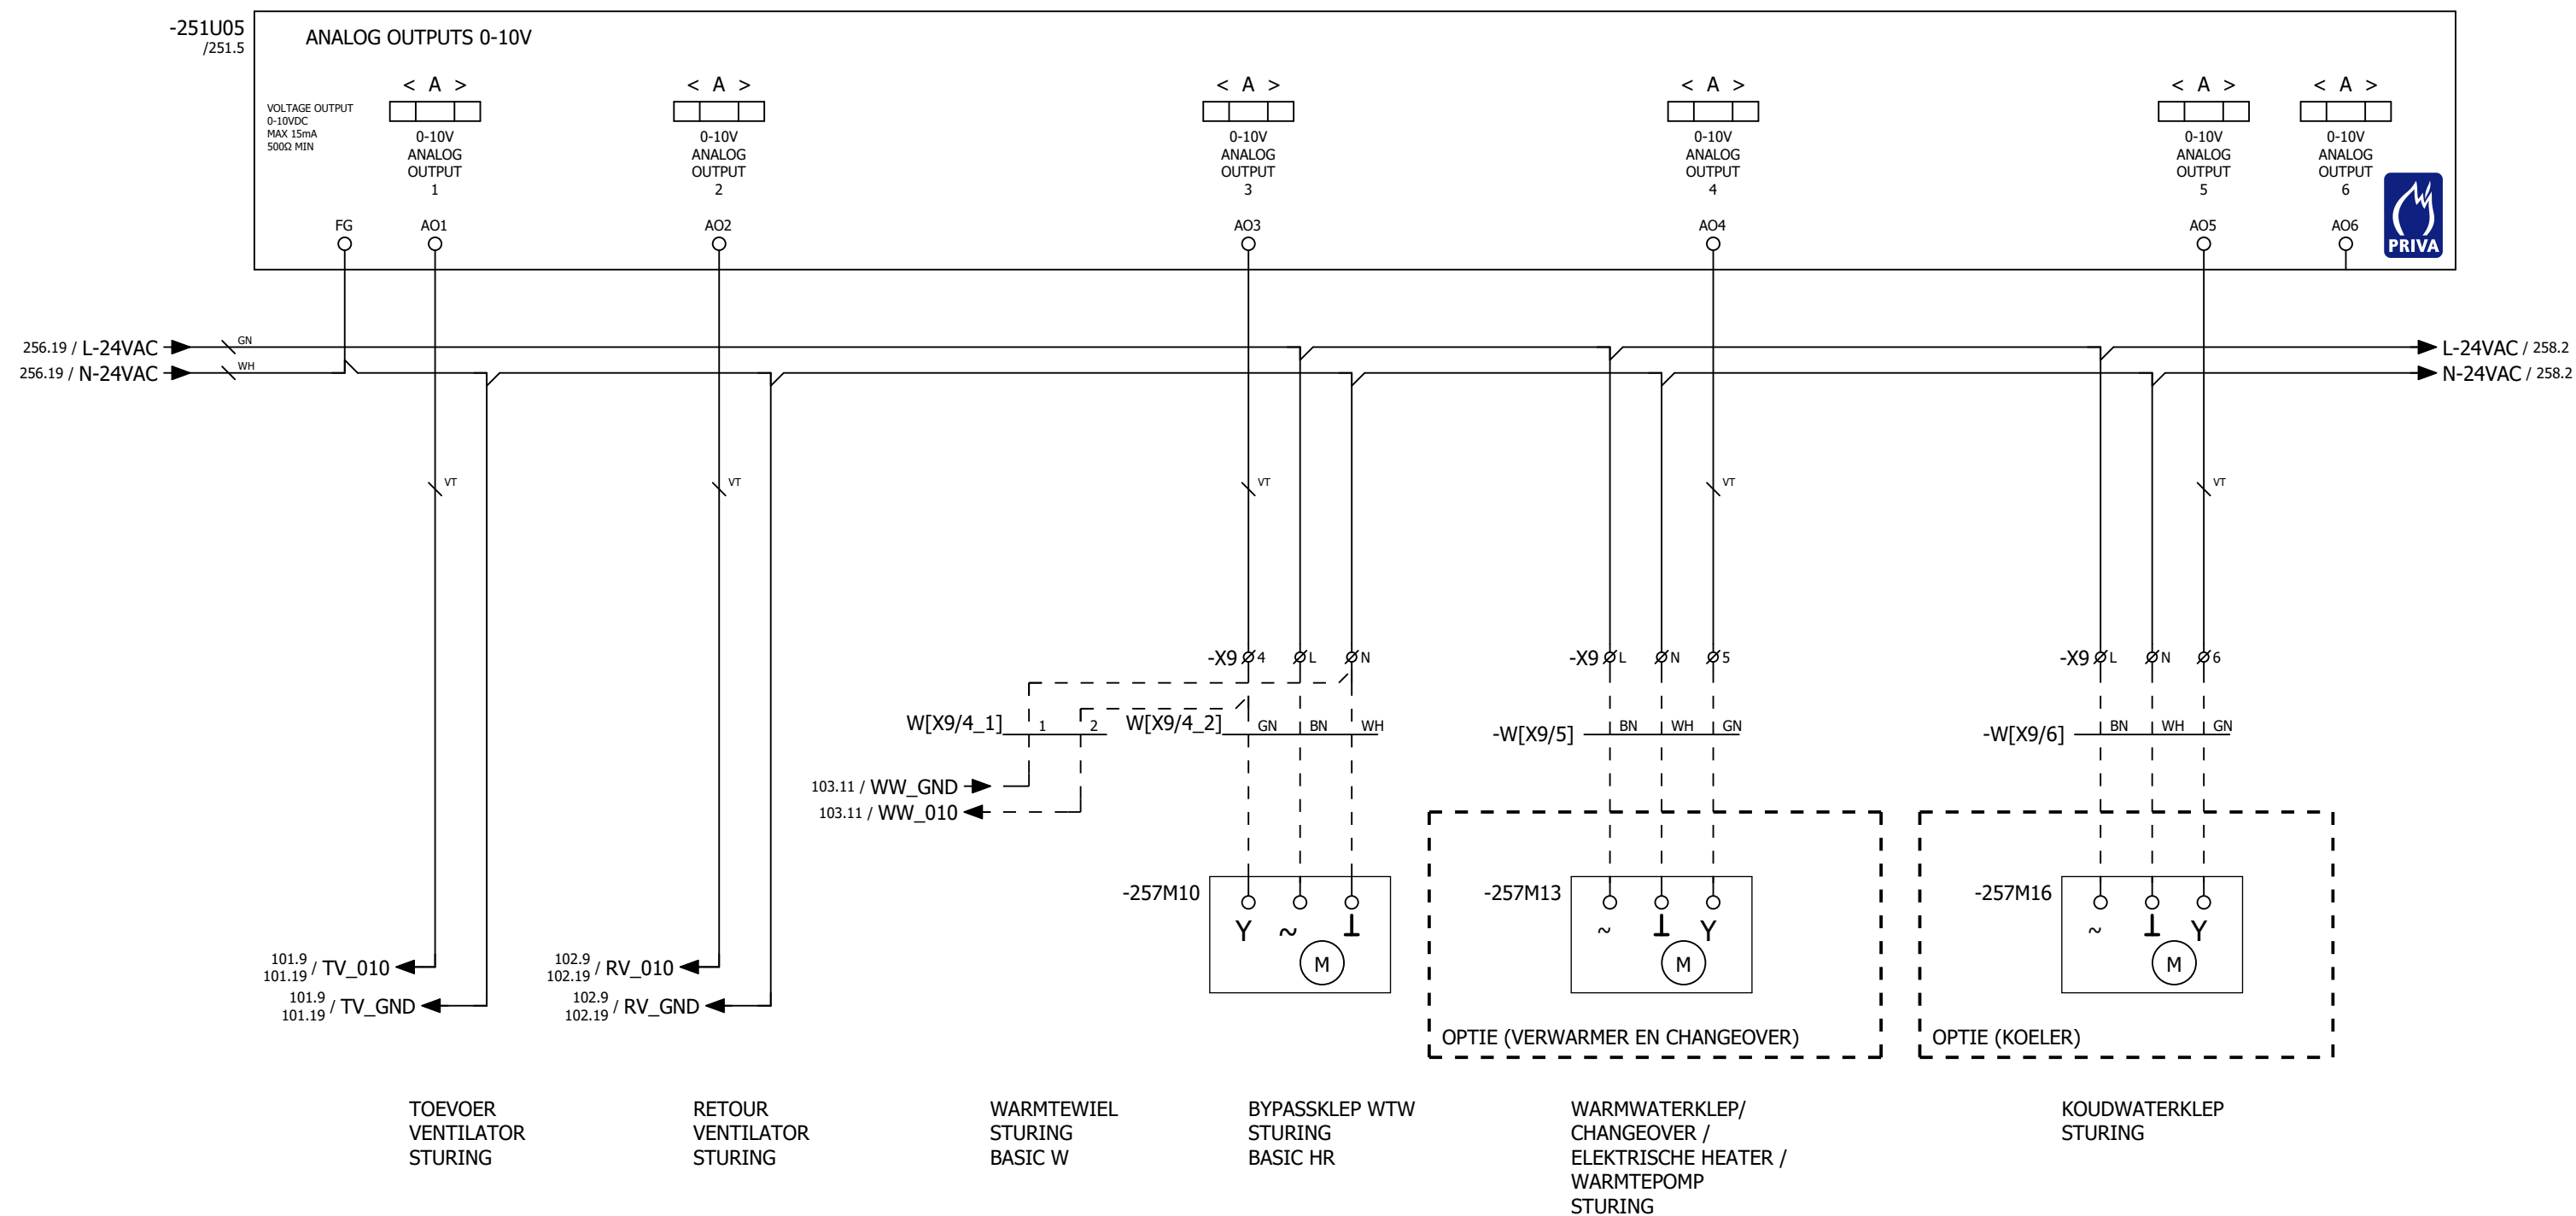 -251U05
/251.5
ANALOG OUTPUTS 0-10V
VOLTAGE OUTPUT
0-10VDC
MAX 15mA
500Ω MIN
< A >
0-10V
ANALOG
OUTPUT
1
< A >
0-10V
ANALOG
OUTPUT
2
< A >
0-10V
ANALOG
OUTPUT
3
< A >
0-10V
ANALOG
OUTPUT
4
< A >
0-10V
ANALOG
OUTPUT
5
< A >
0-10V
ANALOG
OUTPUT
6
PRIVA
FG
AO1
AO2
AO3
AO4
AO5
AO6
256.19 / L-24VAC
GN
L-24VAC / 258.2
256.19 / N-24VAC
WH
N-24VAC / 258.2
VT
VT
VT
VT
VT
-X9 4 L N
-X9 L N 5
-X9 L N 6
W[X9/4_1] 1 2
W[X9/4_2] GN BN WH
-W[X9/5] BN WH GN
-W[X9/6] BN WH GN
103.11 / WW_GND
103.11 / WW_010
-257M10
Y ~ ⊥
M
-257M13
~ ⊥ Y
M
-257M16
~ ⊥ Y
M
101.9
101.19 / TV_010
101.9
101.19 / TV_GND
102.9
102.19 / RV_010
102.9
102.19 / RV_GND
OPTIE (VERWARMER EN CHANGEOVER)
OPTIE (KOELER)
TOEVOER
VENTILATOR
STURING
RETOUR
VENTILATOR
STURING
WARMTEWIEL
STURING
BASIC W
BYPASSKLEP WTW
STURING
BASIC HR
WARMWATERKLEP/
CHANGEOVER /
ELEKTRISCHE HEATER /
WARMTEPOMP
STURING
KOUDWATERKLEP
STURING